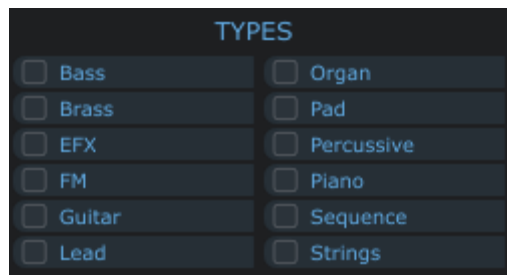 TYPES
Bass
Brass
EFX
FM
Guitar
Lead
Organ
Pad
Percussive
Piano
Sequence
Strings